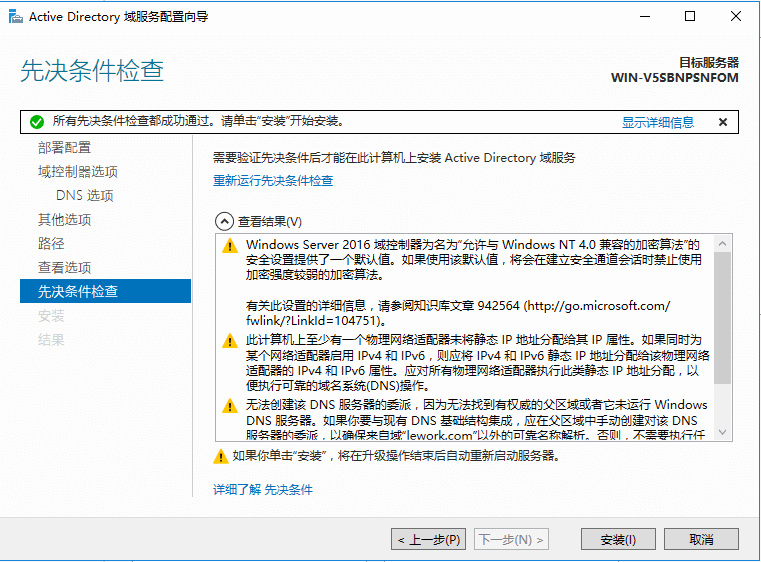 Active Directory 域服务配置向导
先决条件检查
目标服务器
WIN-V5SBNPSNFOM
所有先决条件检查都成功通过。请单击“安装”开始安装。
显示详细信息
部署配置
域控制器选项
DNS 选项
其他选项
路径
查看选项
先决条件检查
安装
结果
需要验证先决条件后才能在此计算机上安装 Active Directory 域服务
重新运行先决条件检查
查看结果(V)
Windows Server 2016 域控制器为名为“允许与 Windows NT 4.0 兼容的加密算法”的
安全设置提供了一个默认值。如果使用该默认值，将会在建立安全通道会话时禁止使用
加密强度较弱的加密算法。
有关此设置的详细信息，请参阅知识库文章 942564 (http://go.microsoft.com/
fwlink/?LinkId=104751)。
此计算机上至少有一个物理网络适配器未将静态 IP 地址分配给其 IP 属性。如果同时为
某个网络适配器启用 IPv4 和 IPv6，则应将 IPv4 和 IPv6 静态 IP 地址分配给该物理网络
适配器的 IPv4 和 IPv6 属性。应对所有物理网络适配器执行此类静态 IP 地址分配，以
便执行可靠的域名系统(DNS)操作。
无法创建该 DNS 服务器的委派，因为无法找到有权威的父区域或者它未运行 Windows
DNS 服务器。如果你要与现有 DNS 基础结构集成，应在父区域中手动创建对该 DNS
服务器的委派，以确保来自域“lework.com”以外的可靠名称解析。否则，不需要执行任
如果你单击“安装”，将在升级操作结束后自动重新启动服务器。
详细了解 先决条件
< 上一步(P)
下一步(N) >
安装(I)
取消